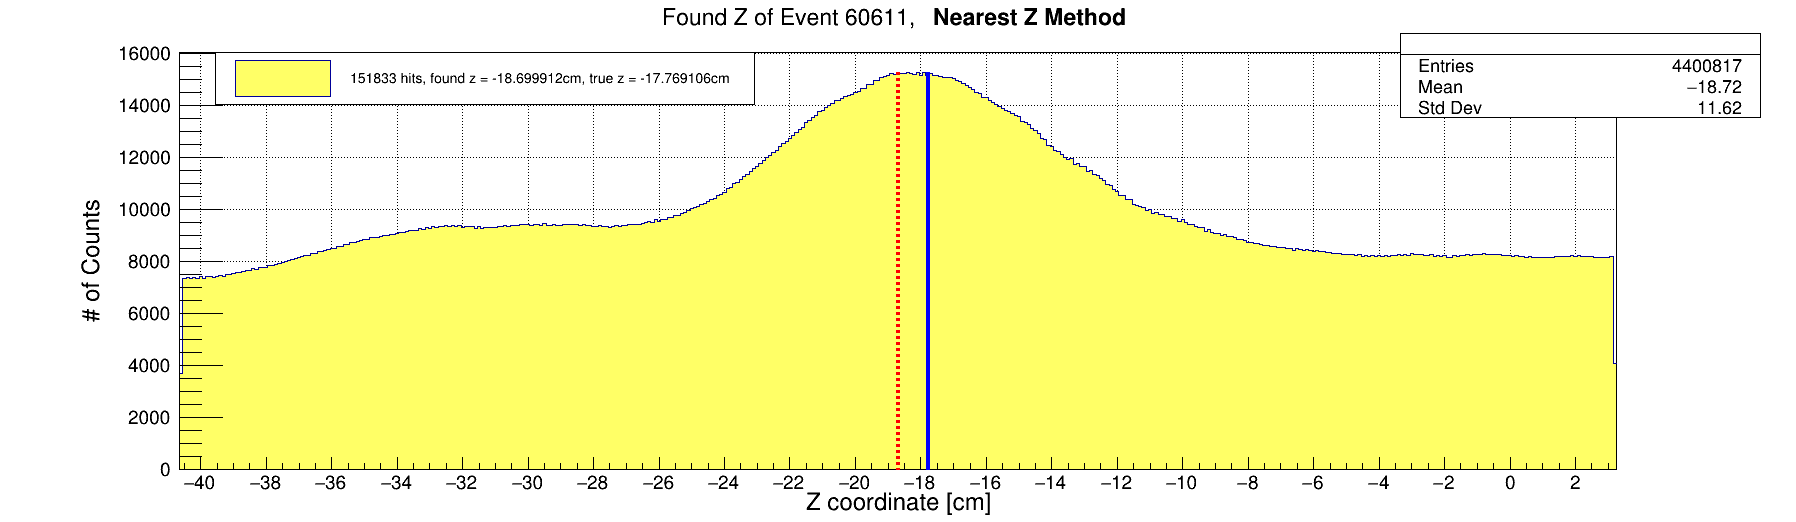 Found Z of Event 60611, Nearest Z Method
151833 hits, found z = -18.699912cm, true z = -17.769106cm
Entries 4400817
Mean −18.72
Std Dev 11.62
# of Counts
16000
14000
12000
10000
8000
6000
4000
2000
0
−40 −38 −36 −34 −32 −30 −28 −26 −24 −22 −20 −18 −16 −14 −12 −10 −8 −6 −4 −2 0 2
Z coordinate [cm]